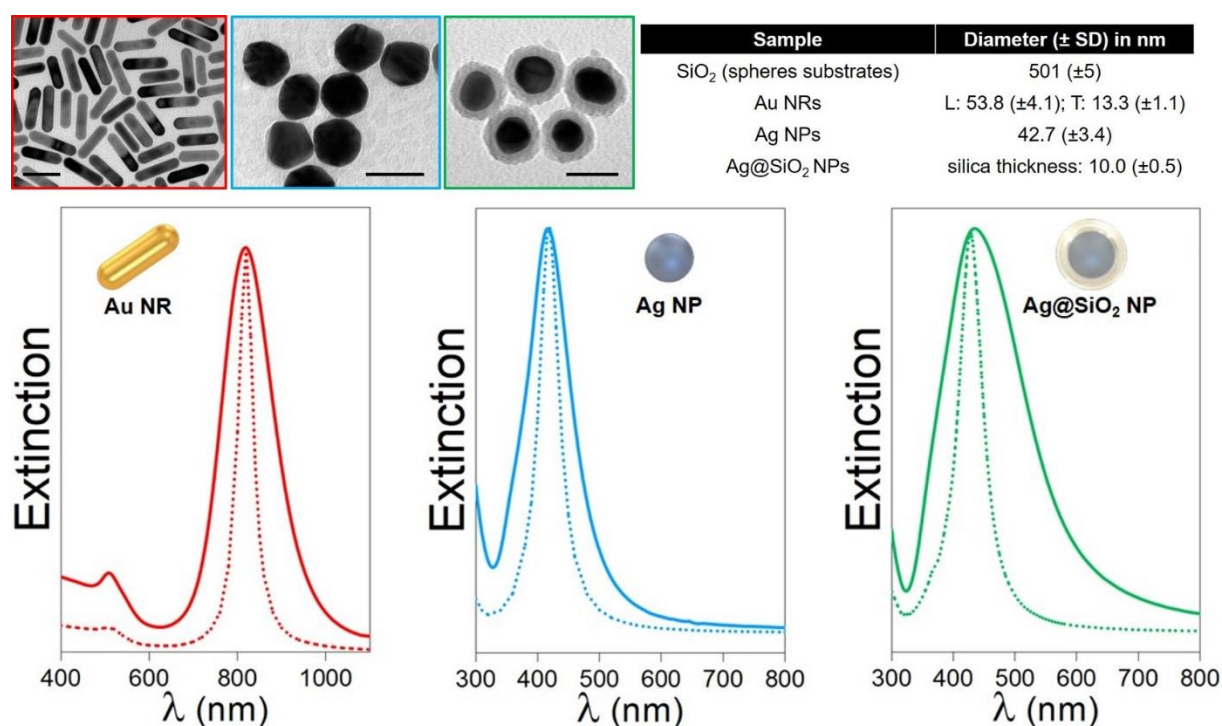 Sample Diameter (± SD) in nm
SiO₂ (spheres substrates) 501 (±5)
Au NRs L: 53.8 (±4.1); T: 13.3 (±1.1)
Ag NPs 42.7 (±3.4)
Ag@SiO₂ NPs silica thickness: 10.0 (±0.5)
Extinction
Au NR
400 600 800 1000
λ (nm)
Extinction
Ag NP
300 400 500 600 700 800
λ (nm)
Extinction
Ag@SiO₂ NP
300 400 500 600 700 800
λ (nm)